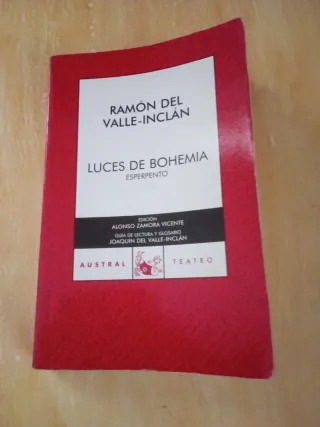 RAMÓN DEL
VALLE-INCLÁN
LUCES DE BOHEMIA
ESPERPENTO
EDICIÓN
ALONSO ZAMORA VICENTE
GUÍA DE LECTURA Y GLOSARIO
JOAQUÍN DEL VALLE-INCLÁN
AUSTRAL TEATRO